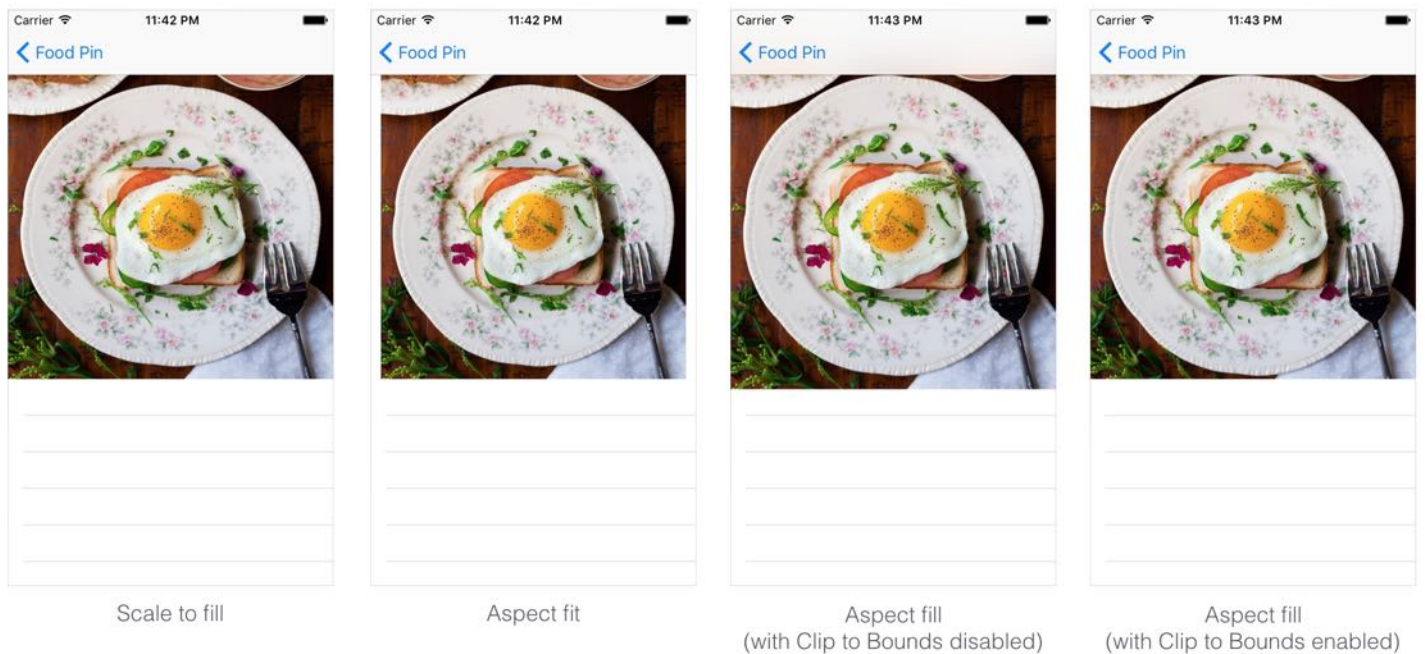 Carrier 11:42 PM
Food Pin
Carrier 11:42 PM
Food Pin
Carrier 11:43 PM
Food Pin
Carrier 11:43 PM
Food Pin
Scale to fill
Aspect fit
Aspect fill
(with Clip to Bounds disabled)
Aspect fill
(with Clip to Bounds enabled)